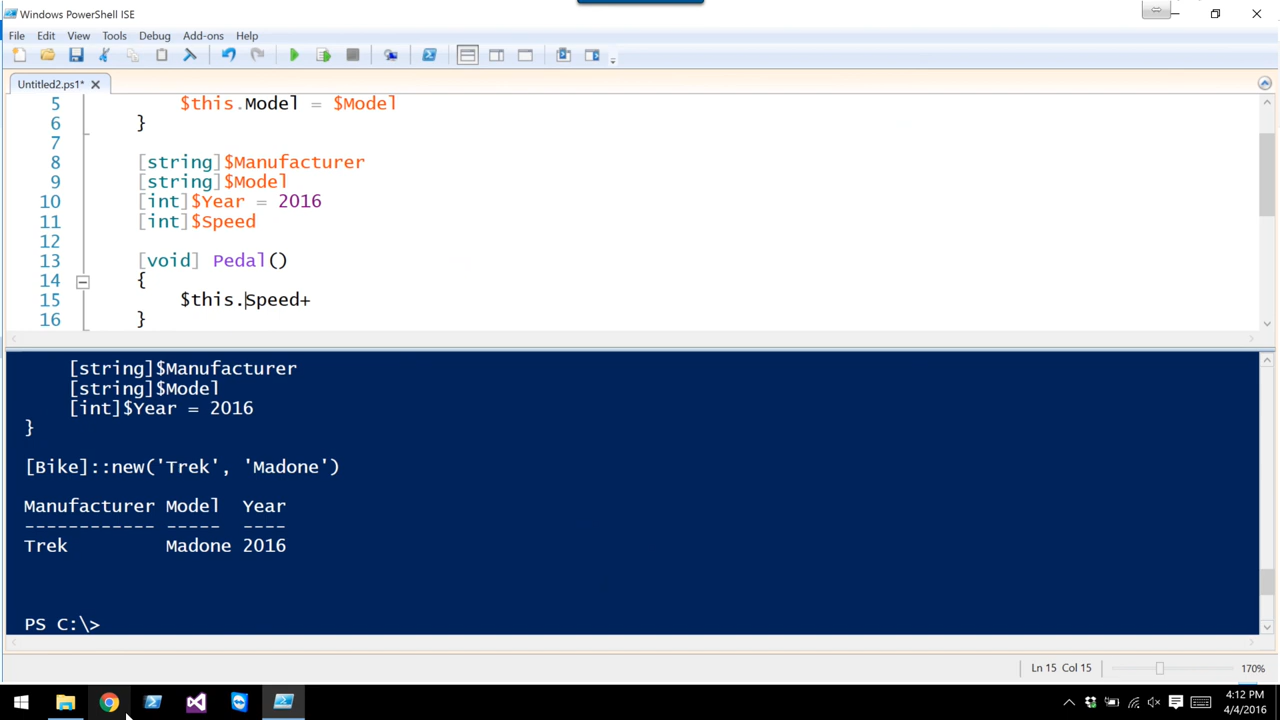 Windows PowerShell ISE
File Edit View Tools Debug Add-ons Help
Untitled2.ps1*
5 $this.Model = $Model
6 }
7
8 [string]$Manufacturer
9 [string]$Model
10 [int]$Year = 2016
11 [int]$Speed
12
13 [void] Pedal()
14 {
15 $this.Speed+
16 }
[string]$Manufacturer
[string]$Model
[int]$Year = 2016
}
[Bike]::new('Trek', 'Madone')
Manufacturer Model Year
------------ ----- ----
Trek Madone 2016
PS C:\>
Ln 15 Col 15 170%
4:12 PM
4/4/2016